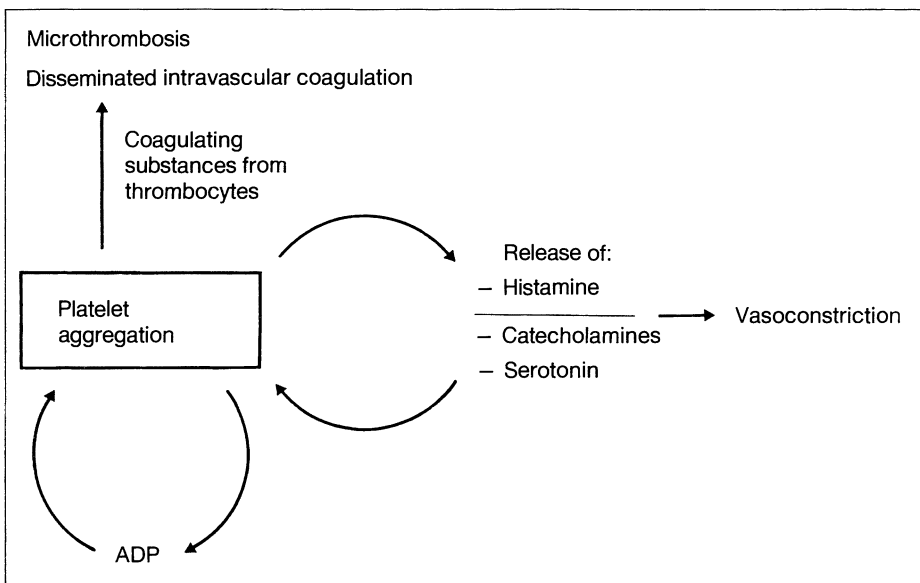 Microthrombosis
Disseminated intravascular coagulation
Coagulating
substances from
thrombocytes
Platelet
aggregation
Release of:
– Histamine
– Catecholamines
– Serotonin
Vasoconstriction
ADP